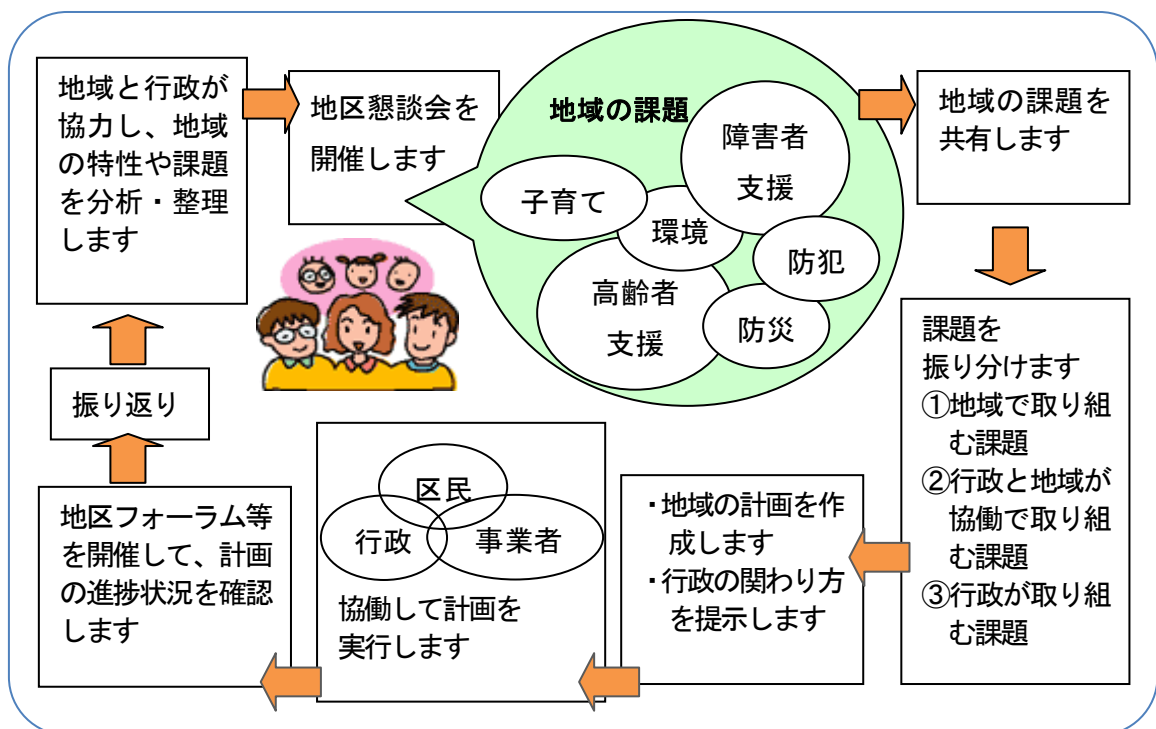 地域と行政が
協力し、地域
の特性や課題
を分析・整理
します
地区懇談会を
開催します
地域の課題
障害者
支援
子育て
環境
防犯
高齢者
支援
防災
地域の課題を
共有します
課題を
振り分けます
①地域で取り組
む課題
②行政と地域が
協働で取り組
む課題
③行政が取り組
む課題
・地域の計画を作
成します
・行政の関わり方
を提示します
区民
行政
事業者
協働して計画を
実行します
地区フォーラム等
を開催して、計画
の進捗状況を確認
します
振り返り